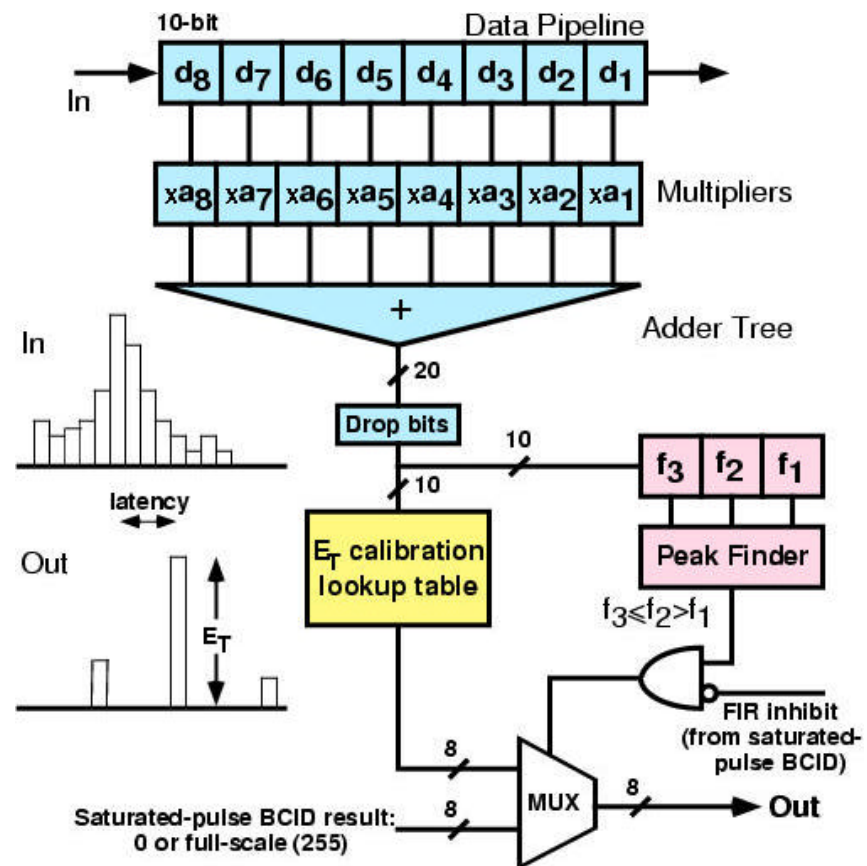 10-bit
Data Pipeline
In
d8 d7 d6 d5 d4 d3 d2 d1
xa8 xa7 xa6 xa5 xa4 xa3 xa2 xa1
Multipliers
+
Adder Tree
In
20
Drop bits
10
10
f3 f2 f1
latency
ET calibration
lookup table
Peak Finder
Out
f3≤f2>f1
ET
FIR inhibit
(from saturated-
pulse BCID)
8
MUX
8
Out
8
Saturated-pulse BCID result:
0 or full-scale (255)